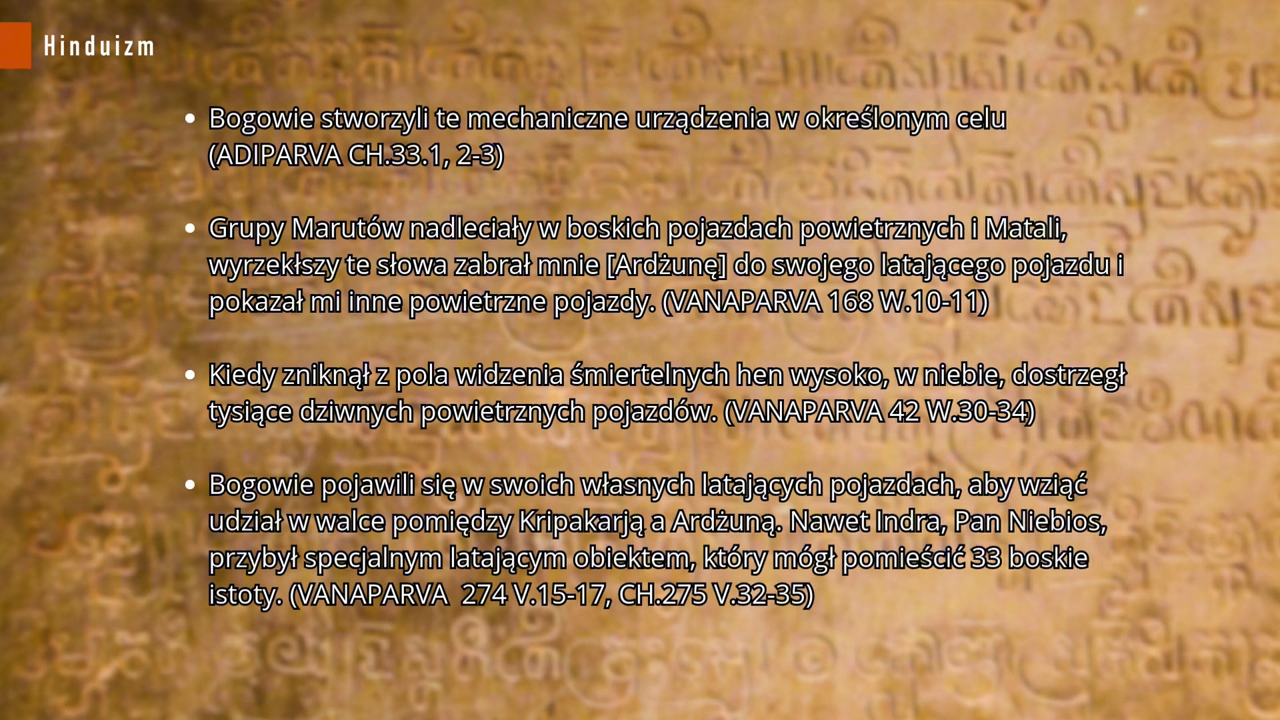 Hinduizm
• Bogowie stworzyli te mechaniczne urządzenia w określonym celu
(ADIPARVA CH.33.1, 2-3)
• Grupy Marutów nadleciały w boskich pojazdach powietrznych i Matali,
wyrzekłszy te słowa zabrał mnie [Ardżunę] do swojego latającego pojazdu i
pokazał mi inne powietrzne pojazdy. (VANAPARVA 168 W.10-11)
• Kiedy zniknął z pola widzenia śmiertelnych hen wysoko, w niebie, dostrzegł
tysiące dziwnych powietrznych pojazdów. (VANAPARVA 42 W.30-34)
• Bogowie pojawili się w swoich własnych latających pojazdach, aby wziąć
udział w walce pomiędzy Kripakarją a Ardżuną. Nawet Indra, Pan Niebios,
przybył specjalnym latającym obiektem, który mógł pomieścić 33 boskie
istoty. (VANAPARVA  274 V.15-17, CH.275 V.32-35)